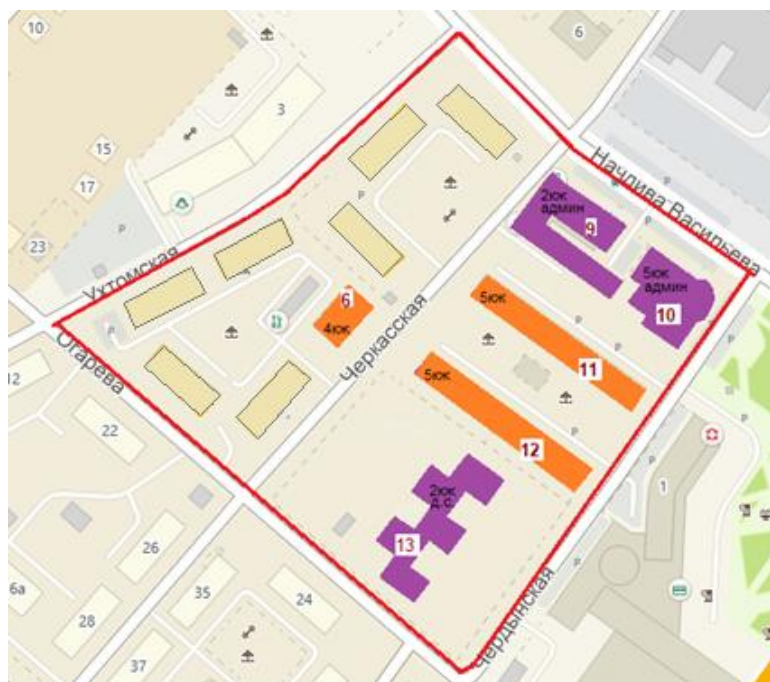 10
6
3
15
17
23
Р
Р
Ухтомская
Начлива Васильева
2юк
админ
9
Р
5юк
админ
10
6
4юк
Черкасская
5юк
11
Р
Р
Р
5юк
12
Огарева
Р
12
22
Р
1
2юк
д.с.
13
26
6а
28
35
24
37
Р
Р
Чердынская